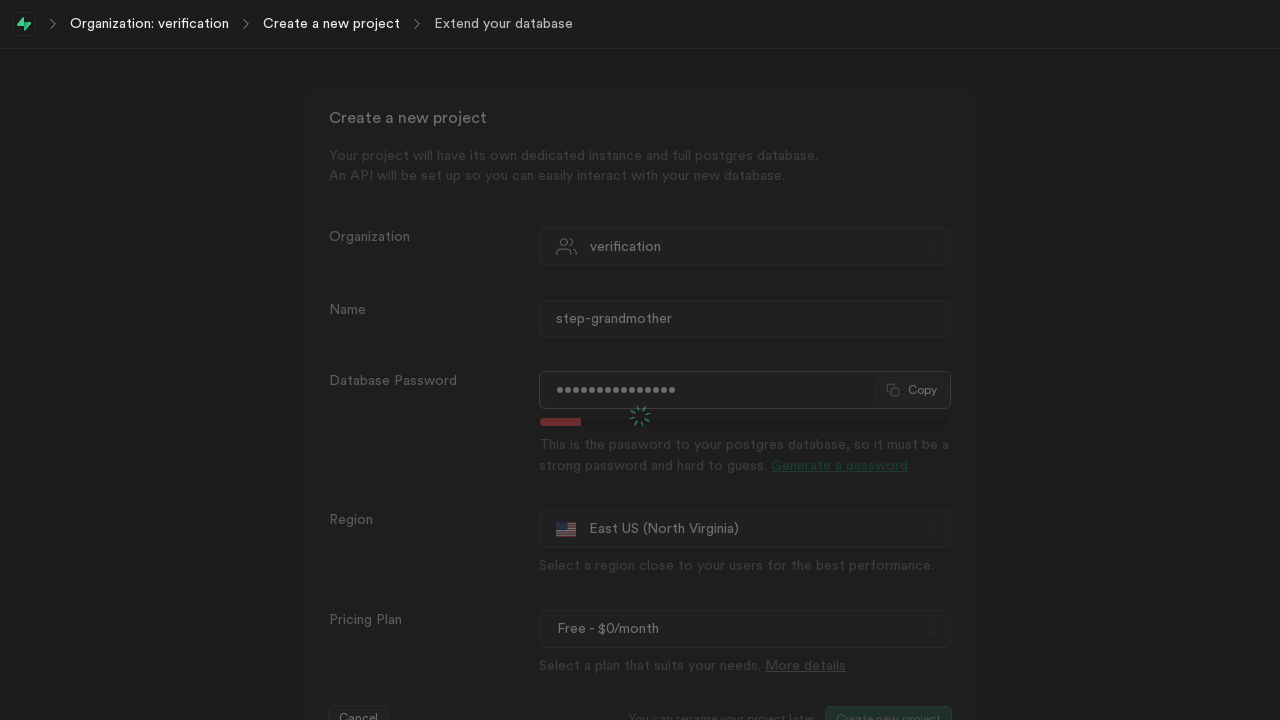 Organization: verification
Create a new project
Extend your database
Create a new project
Your project will have its own dedicated instance and full postgres database.
An API will be set up so you can easily interact with your new database.
Organization
verification
Name
step-grandmother
Database Password
•••••••••••••••
Copy
This is the password to your postgres database, so it must be a
strong password and hard to guess. Generate a password
Region
East US (North Virginia)
Select a region close to your users for the best performance.
Pricing Plan
Free - $0/month
Select a plan that suits your needs. More details
Cancel
You can rename your project later
Create new project